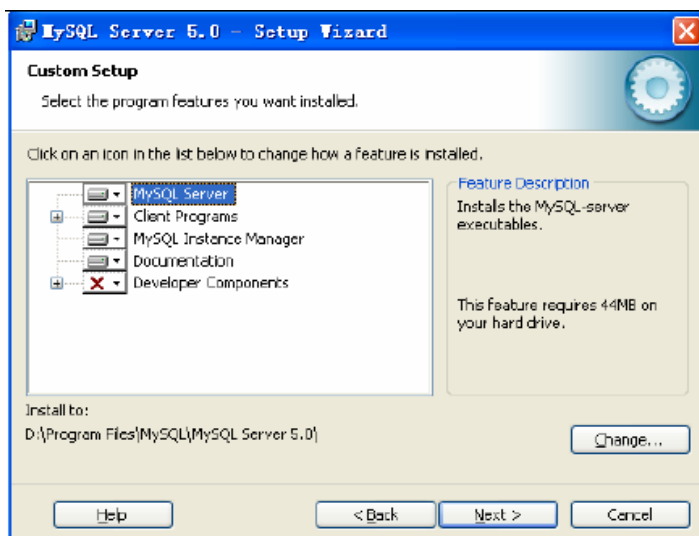 MySQL Server 5.0 - Setup Wizard
Custom Setup
Select the program features you want installed.
Click on an icon in the list below to change how a feature is installed.
MySQL Server
Client Programs
MySQL Instance Manager
Documentation
Developer Components
Feature Description
Installs the MySQL-server
executables.
This feature requires 44MB on
your hard drive.
Install to:
D:\Program Files\MySQL\MySQL Server 5.0\
Change...
Help
< Back
Next >
Cancel